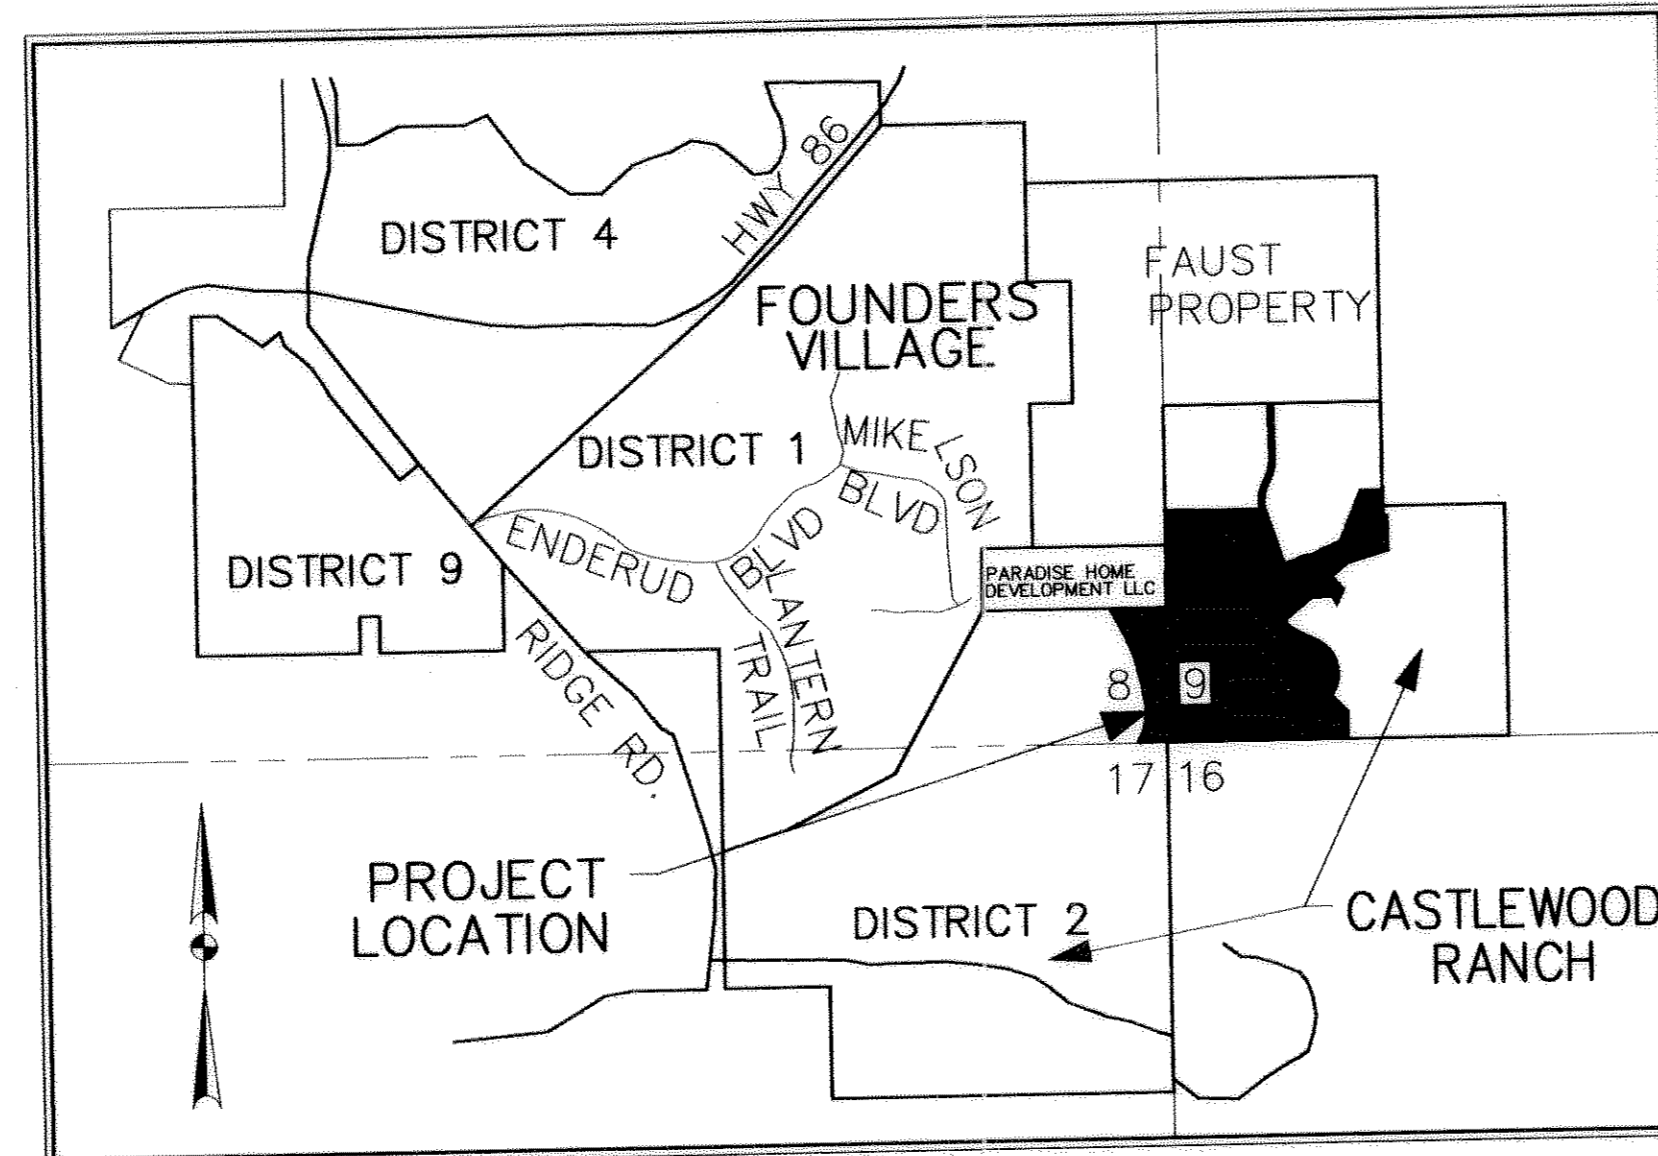 HWY 86
DISTRICT 4
FAUST
PROPERTY
FOUNDERS
VILLAGE
MIKELSON
BLVD
DISTRICT 1
ENDERUD
BLVD
DISTRICT 9
PARADISE HOME
DEVELOPMENT LLC
LANTERN
TRAIL
RIDGE RD.
8 9
17 16
PROJECT
LOCATION
DISTRICT 2
CASTLEWOOD
RANCH